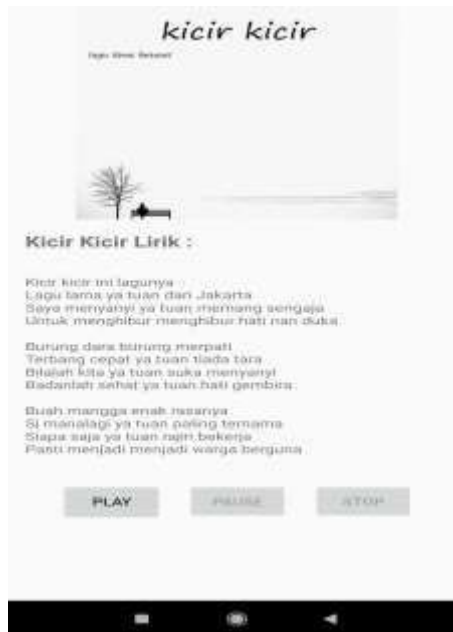 kicir kicir
lagu
Kicir Kicir Lirik :
Kicir kicir ini lagunya
Lagu lama ya tuan dari Jakarta
Saya menyanyi ya tuan memang sengaja
Untuk menghibur menghibur hati nan duka
Burung dara burung merpati
Terbang cepat ya tuan tiada tara
Bilalah kita ya tuan suka menyanyi
Badanlah sehat ya tuan hati gembira
Buah mangga enak rasanya
Si manalagi ya tuan paling ternama
Siapa saja ya tuan rajin bekerja
Pasti menjadi menjadi warga berguna
PLAY
PAUSE
STOP